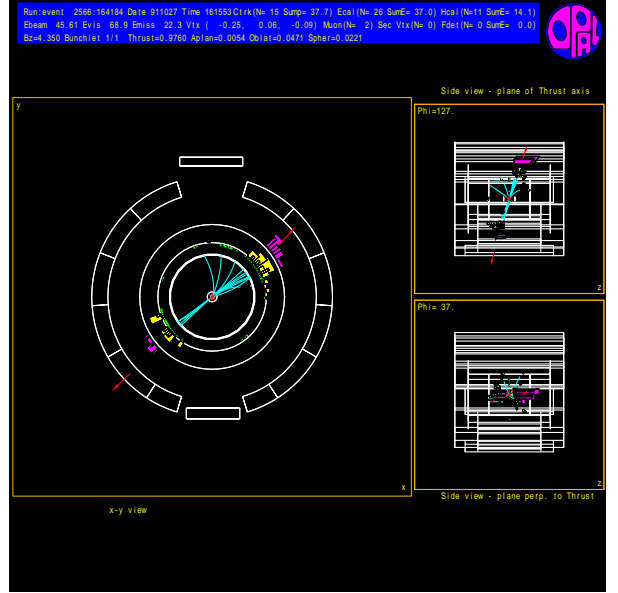 Run:event 2566:164184 Date 911027 Time 161553 Ctrk(N= 15 Sump= 37.7) Ecal(N= 26 SumE= 37.0) Hcal(N=11 SumE= 14.1)
Ebeam 45.61 Evis 68.9 Emiss 22.3 Vtx ( -0.25, 0.06, -0.09) Muon(N= 2) Sec Vtx(N= 0) Fdet(N= 0 SumE= 0.0)
Bz=4.350 Bunchlet 1/1 Thrust=0.9760 Aplan=0.0054 Oblat=0.0471 Spher=0.0221
OPAL
Side view - plane of Thrust axis
y
Phi=127.
z
Phi= 37.
x
z
Side view - plane perp. to Thrust
x-y view